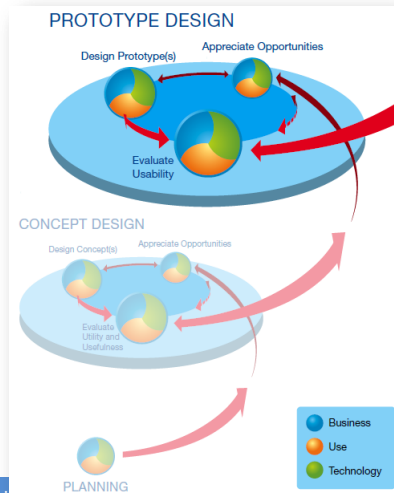 PROTOTYPE DESIGN
Appreciate Opportunities
Design Prototype(s)
Evaluate
Usability
CONCEPT DESIGN
Appreciate Opportunities
Design Concept(s)
Evaluate
Utility and
Usefulness
Business
Use
Technology
PLANNING